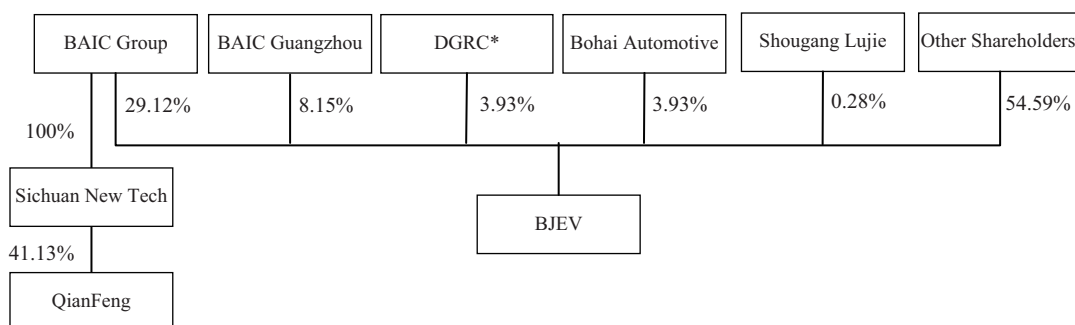 BAIC Group
BAIC Guangzhou
DGRC*
Bohai Automotive
Shougang Lujie
Other Shareholders
29.12%
8.15%
3.93%
3.93%
0.28%
54.59%
100%
Sichuan New Tech
BJEV
41.13%
QianFeng